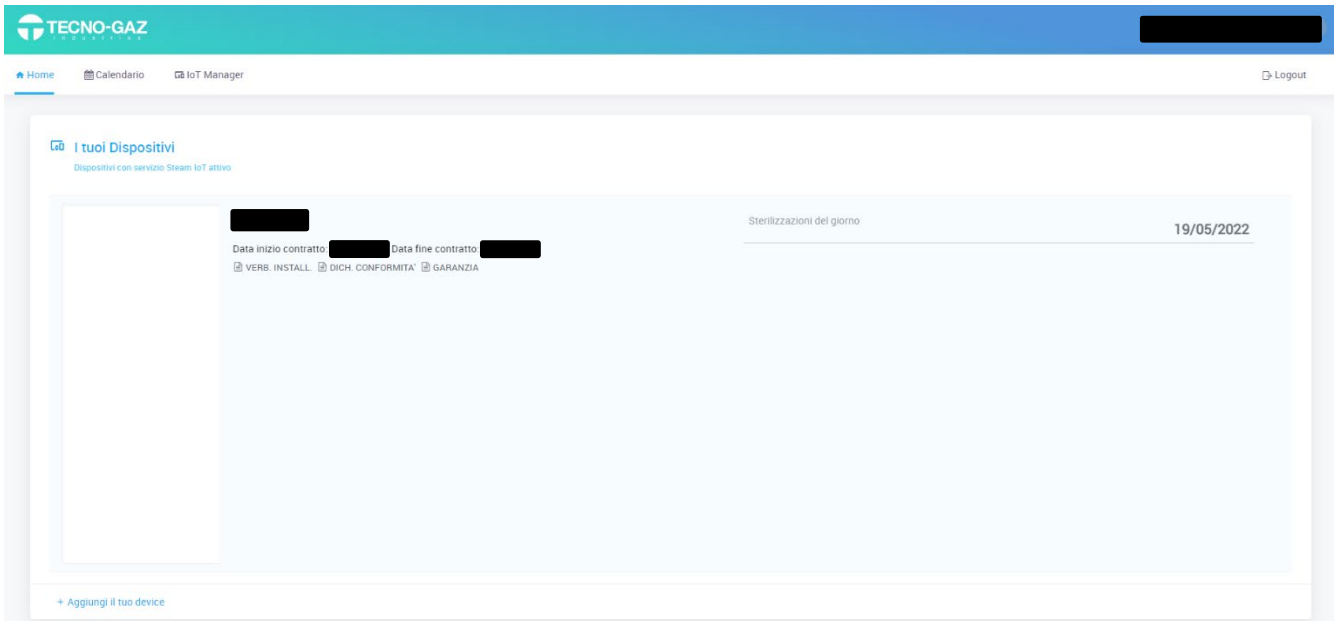 TECNO-GAZ
INDUSTRIES
Home Calendario IoT Manager Logout
I tuoi Dispositivi
Dispositivi con servizio Steam IoT attivo
Sterilizzazioni del giorno 19/05/2022
Data inizio contratto: Data fine contratto:
VERB. INSTALL. DICH. CONFORMITA' GARANZIA
+ Aggiungi il tuo device